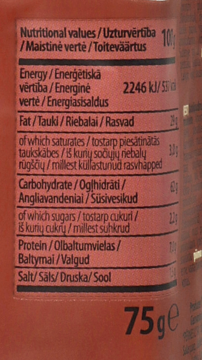 Nutritional values / Uzturvērtība
/ Maistinė vertė / Toiteväärtus 100
Energy / Enerģētiskā
vērtība / Energinė 2246 kJ/
vertė / Energiasisaldus
Fat / Tauki / Riebalai / Rasvad
of which saturates / tostarp piesātinātās
taukskābes / iš kurių sočiųjų riebalų
rūgščių / millest küllastunud rasvhapped
Carbohydrate / Ogļhidrāti /
Angliavandeniai / Süsivesikud
of which sugars / tostarp cukuri /
iš kurių cukrų / millest suhkrud
Protein / Olbaltumvielas /
Baltymai / Valgud
Salt/ Sāls/ Druska/ Sool
75g e